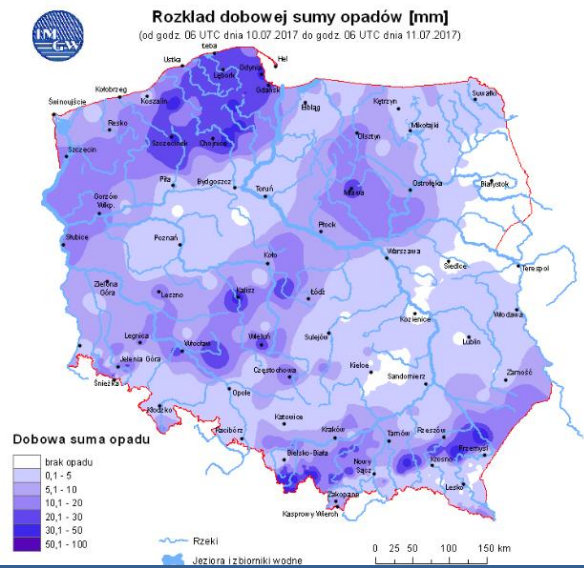 IM
GW
Rozkład dobowej sumy opadów [mm]
(od godz. 06 UTC dnia 10.07.2017 do godz. 06 UTC dnia 11.07.2017)
Łeba
Ustka
Hel
Gdynia
Lębork
Gdańsk
Suwałki
Kołobrzeg
Koszalin
Świnoujście
Elbląg
Kętrzyn
Resko
Mikołajki
Olsztyn
Szczecinek
Chojnice
Szczecin
Piła
Bydgoszcz
Toruń
Mława
Ostrołęka
Białystok
Gorzów
Wlkp.
Płock
Słubice
Poznań
Warszawa
Koło
Siedlce
Terespol
Zielona
Góra
Leszno
Kalisz
Łódź
Kozienice
Włodawa
Legnica
Wrocław
Wieluń
Sulejów
Lublin
Jelenia Góra
Śnieżka
Częstochowa
Kielce
Sandomierz
Zamość
Opole
Kłodzko
Katowice
Racibórz
Kraków
Tarnów
Rzeszów
Przemyśl
Bielsko-Biała
Nowy
Sącz
Krosno
Lesko
Zakopane
Kasprowy Wierch
Dobowa suma opadu
brak opadu
0,1 - 5
5,1 - 10
10,1 - 20
20,1 - 30
30,1 - 50
50,1 - 100
Rzeki
Jeziora i zbiorniki wodne
0 25 50 100 150 km